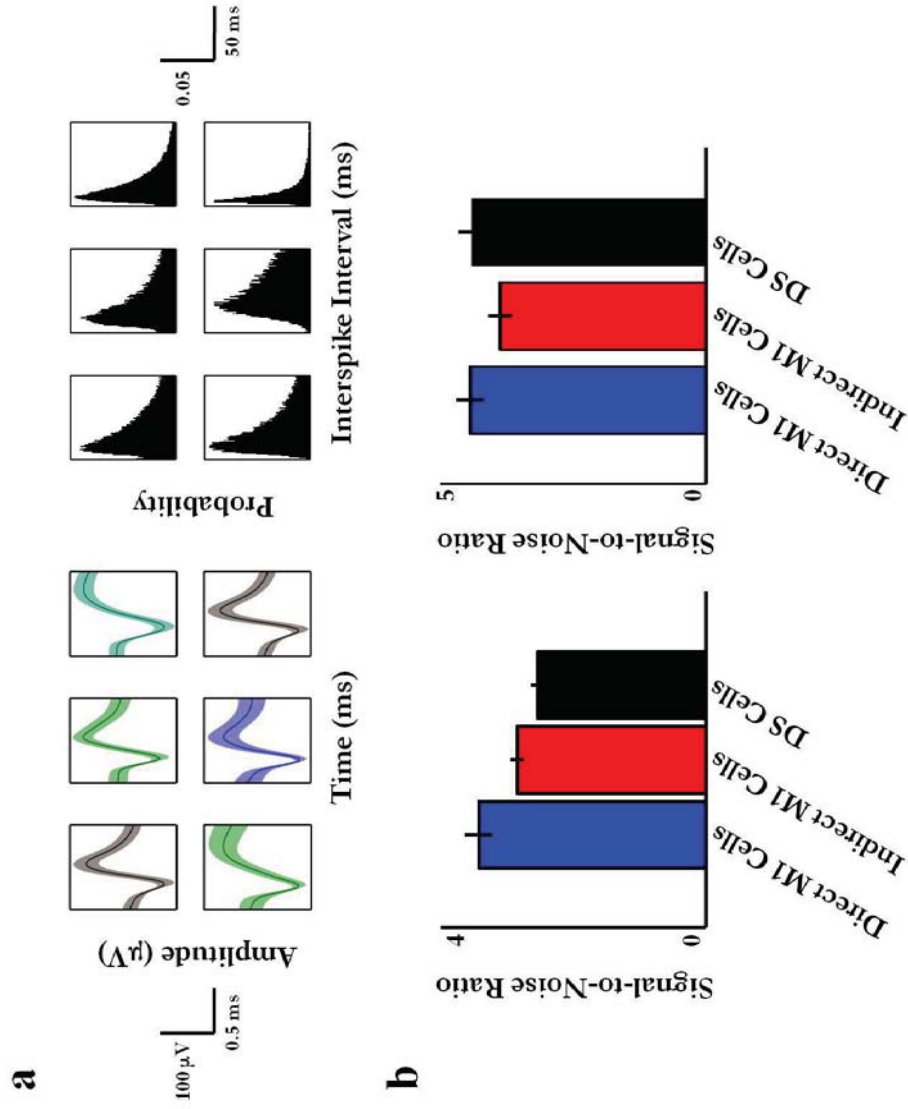 a
100 µV
0.5 ms
Amplitude (µV)
Time (ms)
Probability
Interspike Interval (ms)
0.05
50 ms
b
Signal-to-Noise Ratio
4
0
Direct M1 Cells
Indirect M1 Cells
DS Cells
Signal-to-Noise Ratio
5
0
Direct M1 Cells
Indirect M1 Cells
DS Cells